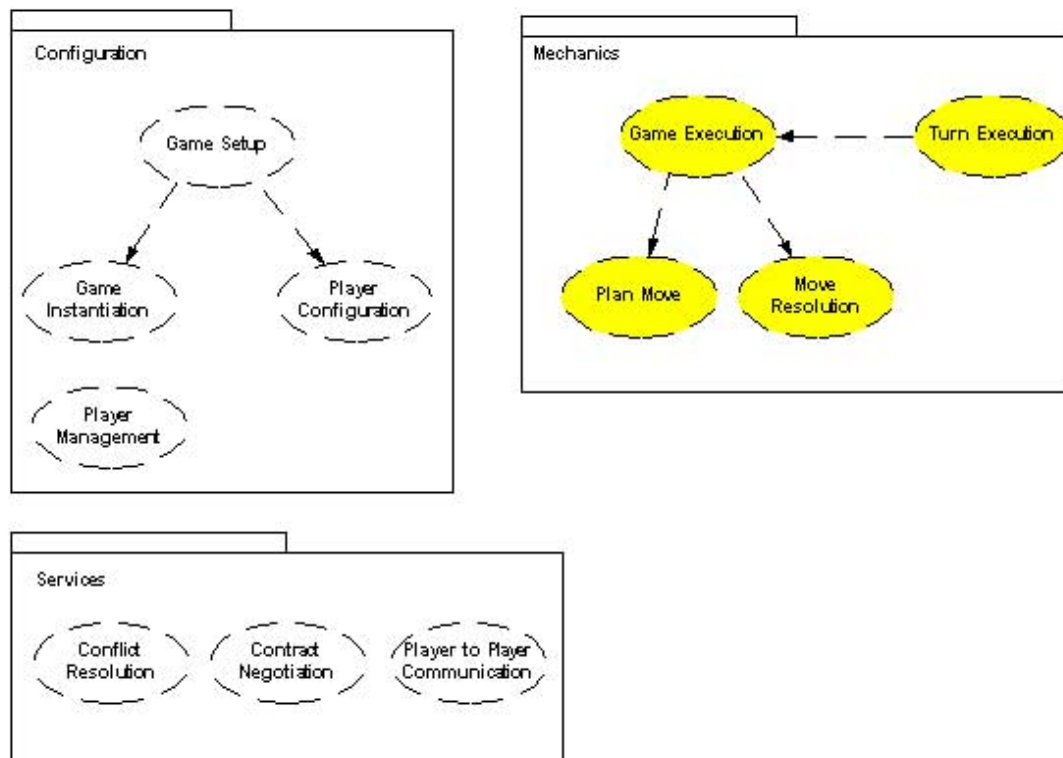 Configuration
Game Setup
Game
Instantiation
Player
Configuration
Player
Management
Mechanics
Game Execution
Turn Execution
Plan Move
Move
Resolution
Services
Conflict
Resolution
Contract
Negotiation
Player to Player
Communication